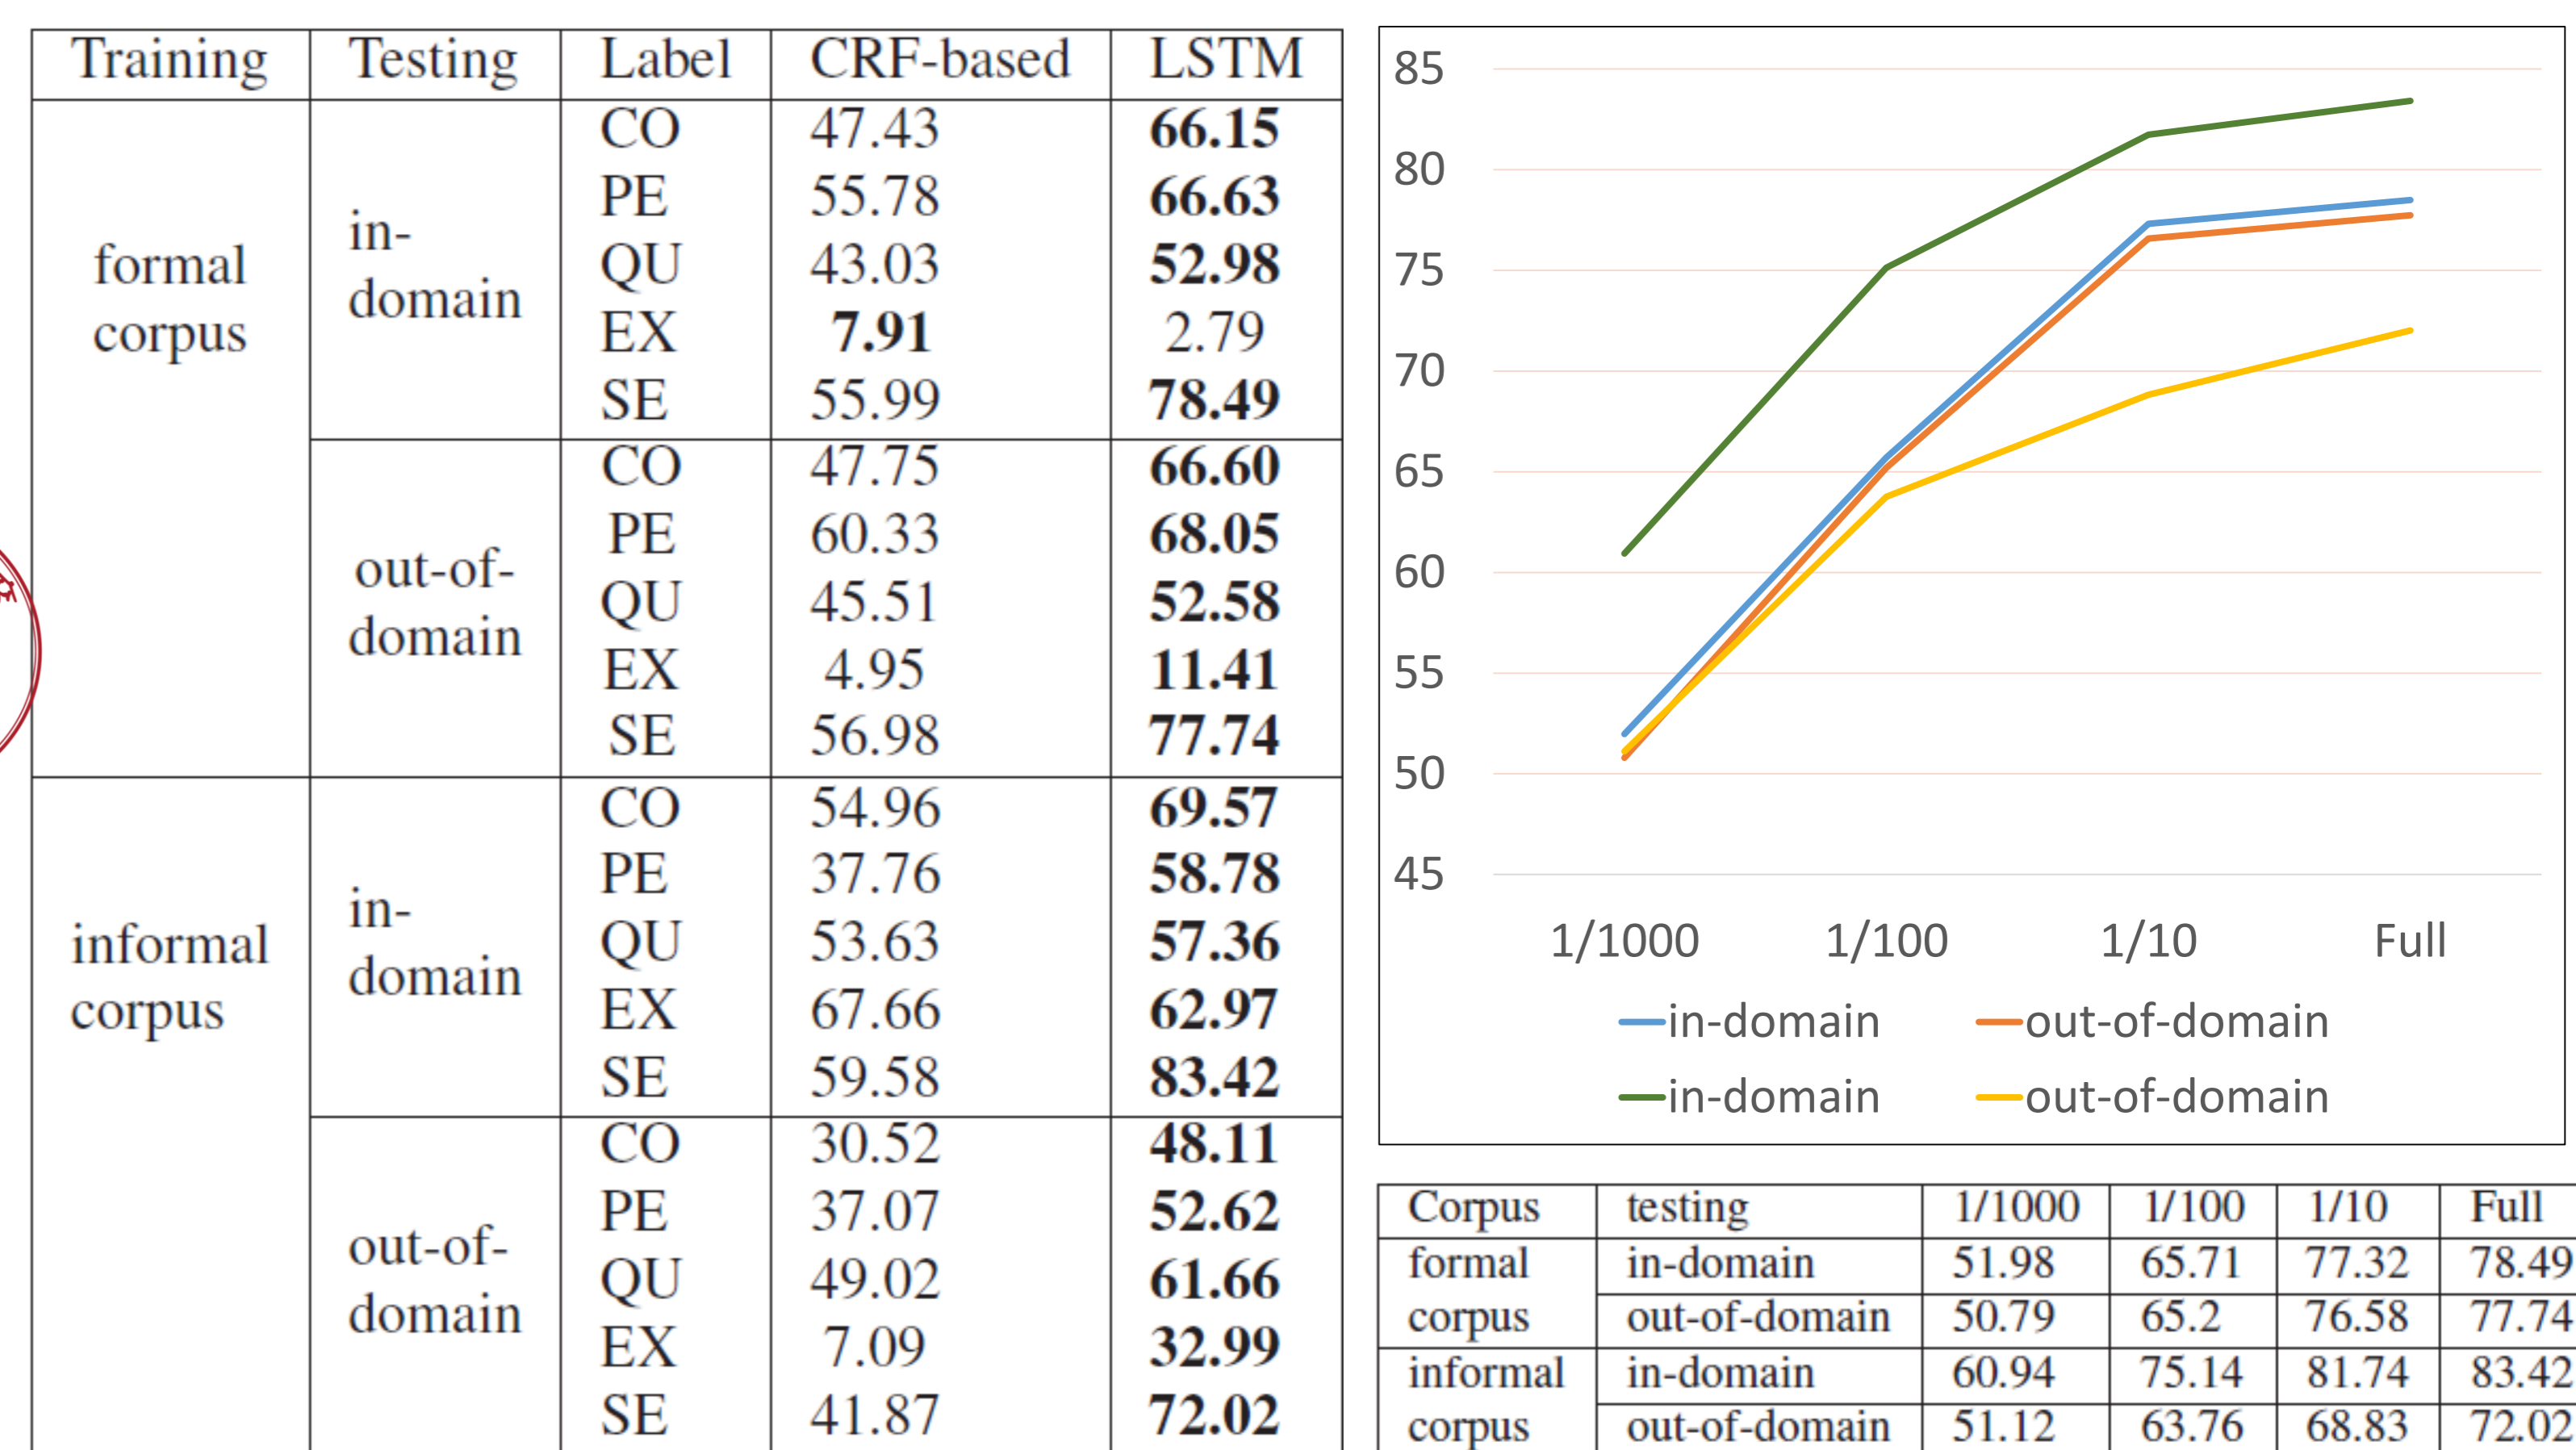 Training Testing Label CRF-based LSTM
formal
corpus
in-
domain
CO 47.43 66.15
PE 55.78 66.63
QU 43.03 52.98
EX 7.91 2.79
SE 55.99 78.49
out-of-
domain
CO 47.75 66.60
PE 60.33 68.05
QU 45.51 52.58
EX 4.95 11.41
SE 56.98 77.74
informal
corpus
in-
domain
CO 54.96 69.57
PE 37.76 58.78
QU 53.63 57.36
EX 67.66 62.97
SE 59.58 83.42
out-of-
domain
CO 30.52 48.11
PE 37.07 52.62
QU 49.02 61.66
EX 7.09 32.99
SE 41.87 72.02
85
80
75
70
65
60
55
50
45
1/1000 1/100 1/10 Full
in-domain out-of-domain
in-domain out-of-domain
Corpus testing 1/1000 1/100 1/10 Full
formal in-domain 51.98 65.71 77.32 78.49
corpus out-of-domain 50.79 65.2 76.58 77.74
informal in-domain 60.94 75.14 81.74 83.42
corpus out-of-domain 51.12 63.76 68.83 72.02